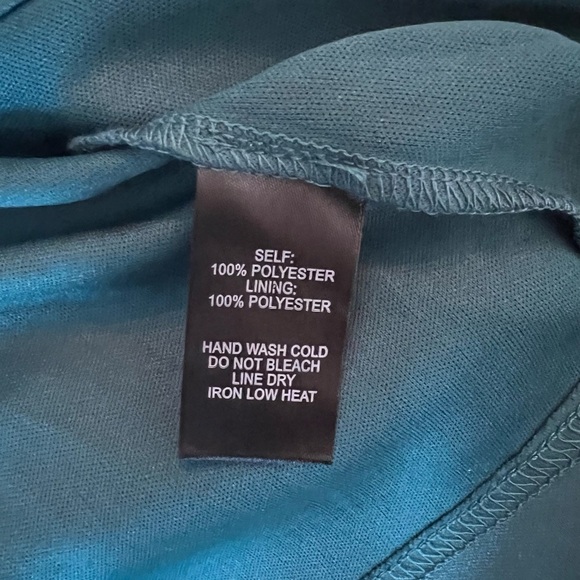 SELF:
100% POLYESTER
LINING:
100% POLYESTER
HAND WASH COLD
DO NOT BLEACH
LINE DRY
IRON LOW HEAT